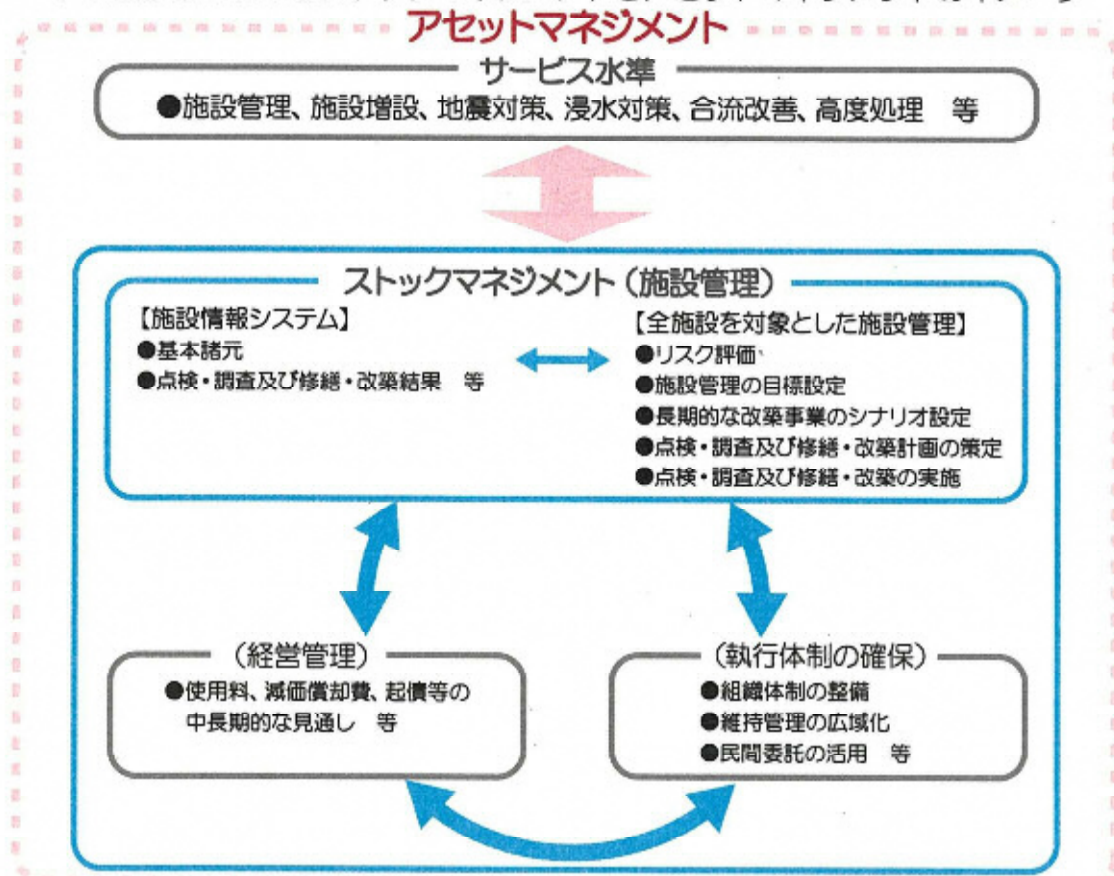 アセットマネジメント
サービス水準
●施設管理、施設増設、地震対策、浸水対策、合流改善、高度処理　等
ストックマネジメント（施設管理）
【施設情報システム】
●基本諸元
●点検・調査及び修繕・改築結果　等
【全施設を対象とした施設管理】
●リスク評価
●施設管理の目標設定
●長期的な改築事業のシナリオ設定
●点検・調査及び修繕・改築計画の策定
●点検・調査及び修繕・改築の実施
（経営管理）
●使用料、減価償却費、起債等の
中長期的な見通し　等
（執行体制の確保）
●組織体制の整備
●維持管理の広域化
●民間委託の活用　等